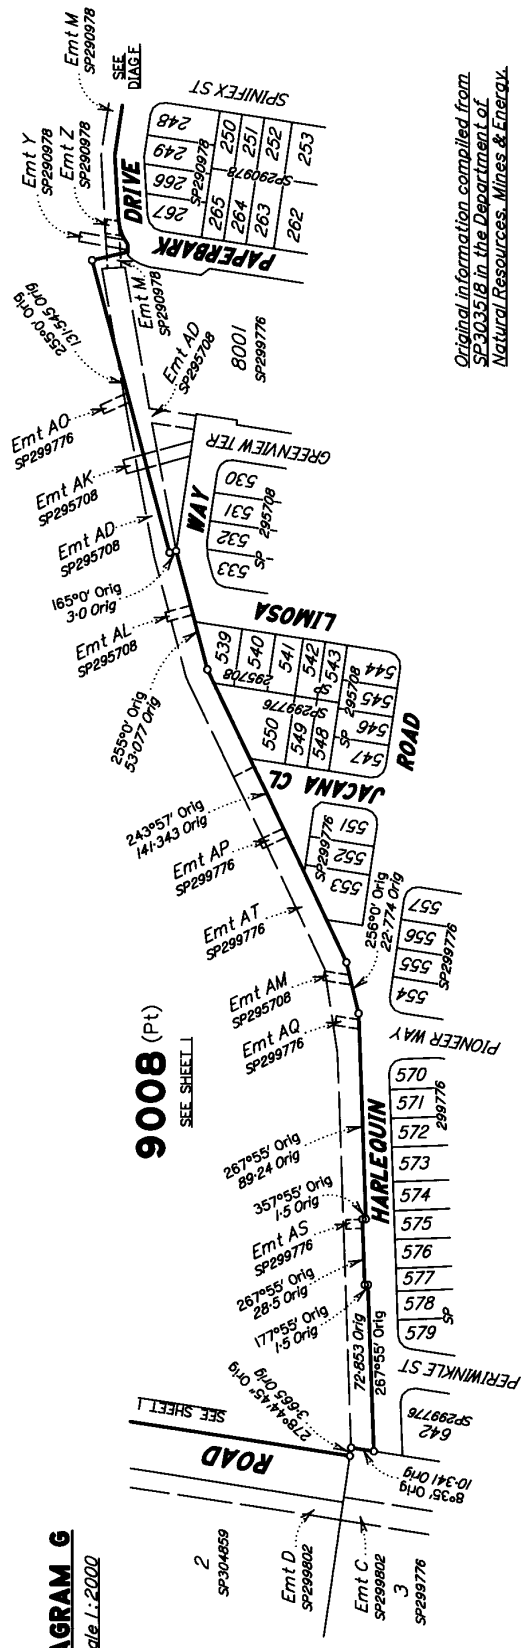 AGRAM G
ale 1:2000
2
SP304859
Emt D
SP299802
Emt C
SP299802
3
SP299776
ROAD
SEE SHEET 1
278°44'45" Orig
3·665 Orig
8°35' Orig
10·341 Orig
642
SP299776
PERIWINKLE ST
72·853 Orig
267°55' Orig
177°55' Orig
1·5 Orig
267°55' Orig
28·5 Orig
Emt AS
SP299776
357°55' Orig
1·5 Orig
267°55' Orig
89·24 Orig
HARLEQUIN
579
578
577
576
575
574
573
572
571
570
SP
299776
9008 (Pt)
SEE SHEET 1
PIONEER WAY
Emt AQ
SP299776
Emt AM
SP295708
256°0' Orig
22·774 Orig
554
555
556
557
SP299776
Emt AT
SP299776
Emt AP
SP299776
243°57' Orig
141·343 Orig
553
552
551
SP299776
JACANA CL
ROAD
550
549
548
547
546
545
544
543
542
541
540
539
SP299776
SP
295708
SP
295708
LIMOSA
WAY
255°0' Orig
53·077 Orig
Emt AL
SP295708
165°0' Orig
3·0 Orig
Emt AD
SP295708
Emt AK
SP295708
Emt AO
SP299776
533
532
531
530
SP
295708
GREENVIEW TER
Emt AD
SP295708
8001
SP299776
255°0' Orig
131·545 Orig
Emt M
SP290978
PAPERBARK
DRIVE
Emt Y
SP290978
Emt Z
SP290978
Emt M
SP290978
SEE
DIAG F
267
266
249
248
SP290978
265
250
264
251
263
252
262
253
SP290978
SPINIFEX ST
Original information compiled from
SP303518 in the Department of
Natural Resources, Mines & Energy.